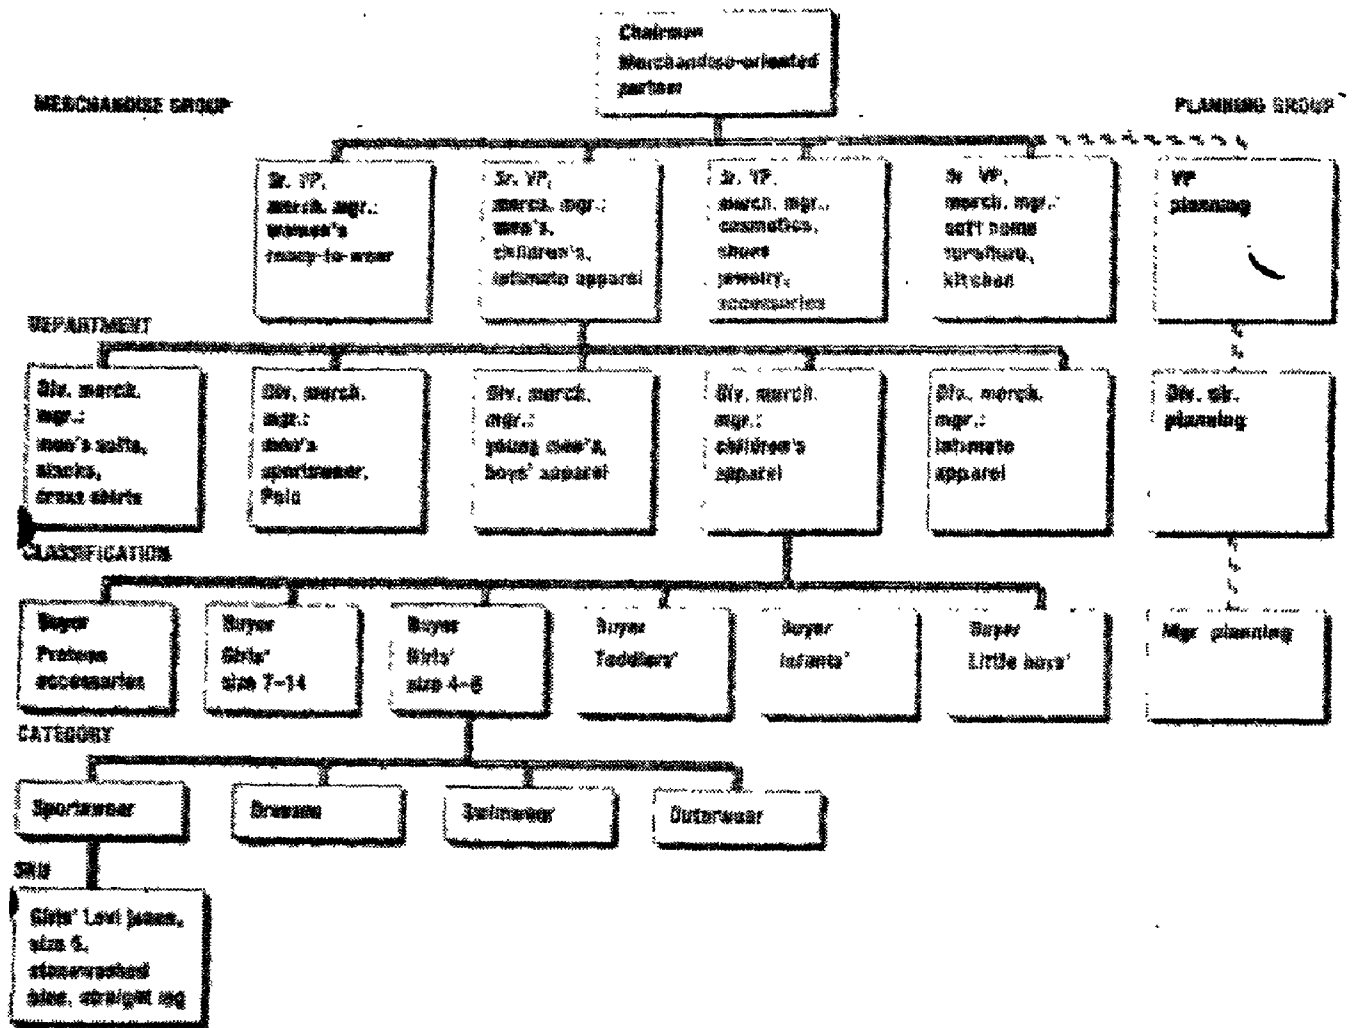 Chairman
Merchandise-oriented
partner
MERCHANDISE GROUP
PLANNING GROUP
Sr. VP,
merch. mgr.:
women's
ready-to-wear
Sr. VP,
merch. mgr.:
men's,
children's,
intimate apparel
Sr. VP,
merch. mgr.,
cosmetics,
shoes
jewelry,
accessories
Sr VP,
merch. mgr.:
soft home
furniture,
kitchen
VP
planning
DEPARTMENT
Div. merch.
mgr.:
men's suits,
slacks,
dress shirts
Div. merch.
mgr.:
men's
sportswear,
Polo
Div. merch.
mgr.:
young men's,
boys' apparel
Div. merch.
mgr.:
children's
apparel
Div. merch.
mgr.:
intimate
apparel
Div. dir.
planning
CLASSIFICATION
Buyer
Preteen
accessories
Buyer
Girls'
size 7-14
Buyer
Girls'
size 4-6
Buyer
Toddlers'
Buyer
Infants'
Buyer
Little boys'
Mgr planning
CATEGORY
Sportswear
Dresses
Swimwear
Outerwear
SKU
Girls' Levi jeans,
size 5,
stonewashed
blue, straight leg